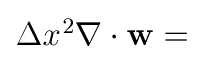 Δx²∇ · w =